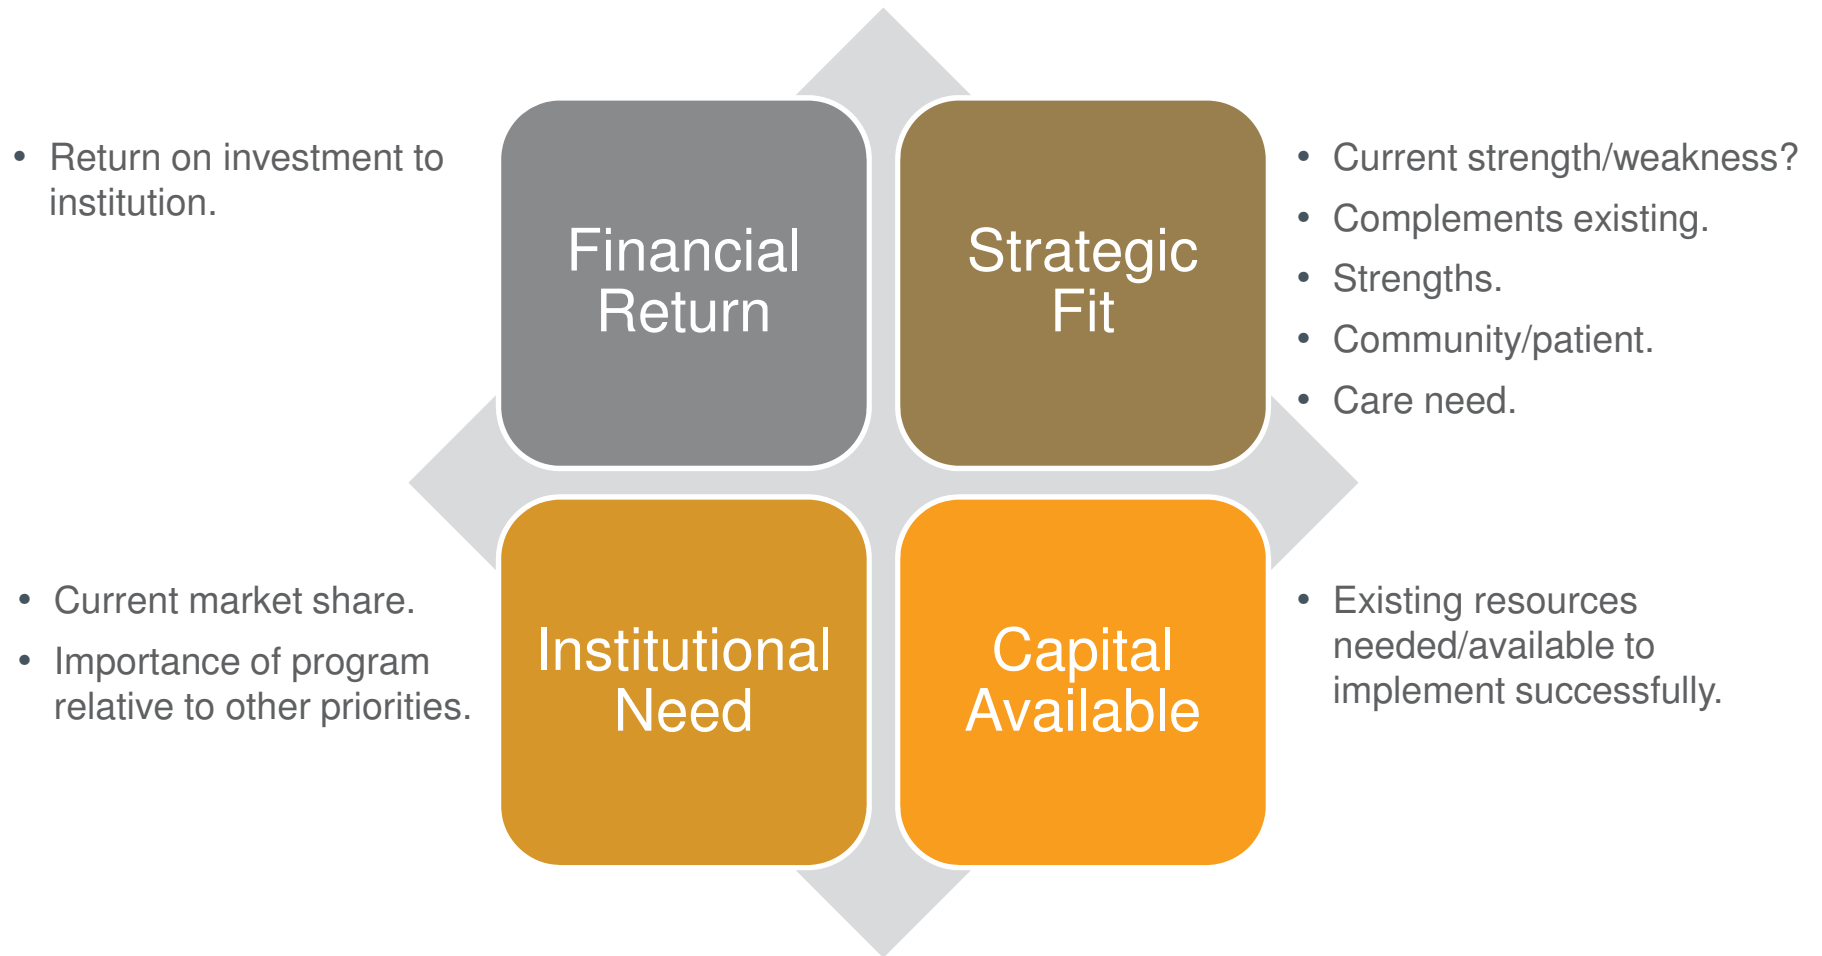 • Return on investment to
institution.
Financial
Return
Strategic
Fit
• Current strength/weakness?
• Complements existing.
• Strengths.
• Community/patient.
• Care need.
• Current market share.
• Importance of program
relative to other priorities.
Institutional
Need
Capital
Available
• Existing resources
needed/available to
implement successfully.